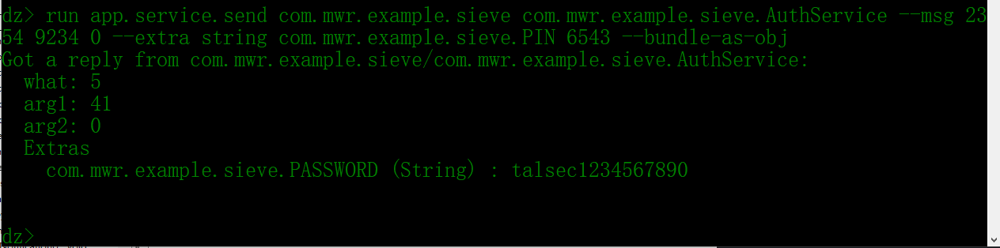 dz> run app.service.send com.mwr.example.sieve com.mwr.example.sieve.AuthService --msg 23
54 9234 0 --extra string com.mwr.example.sieve.PIN 6543 --bundle-as-obj
Got a reply from com.mwr.example.sieve/com.mwr.example.sieve.AuthService:
what: 5
arg1: 41
arg2: 0
Extras
com.mwr.example.sieve.PASSWORD (String) : talsec1234567890
dz>